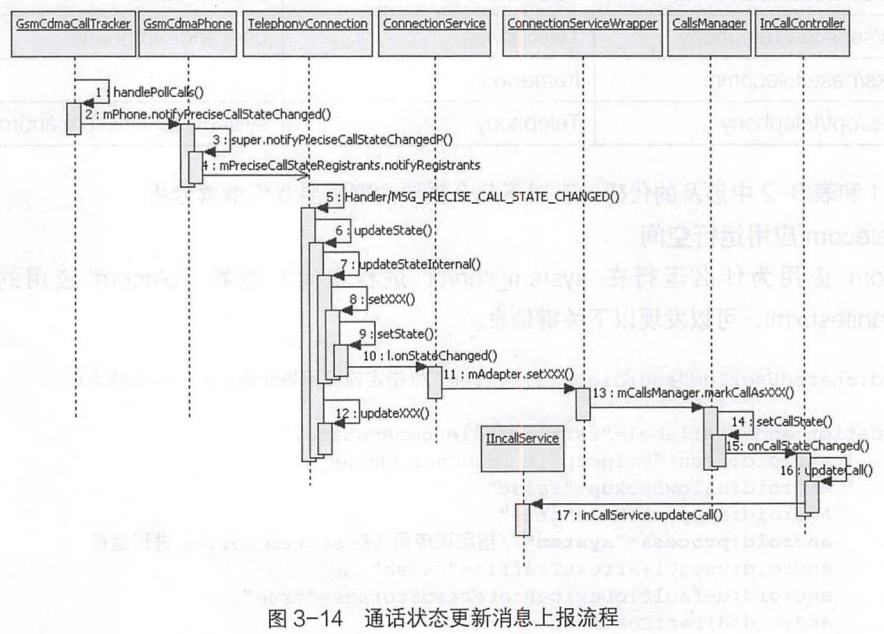 GsmCdmaCallTracker
GsmCdmaPhone
TelephonyConnection
ConnectionService
ConnectionServiceWrapper
CallsManager
InCallController
1 : handlePollCalls()
2 : mPhone.notifyPreciseCallStateChanged()
3 : super.notifyPreciseCallStateChangedP()
4 : mPreciseCallStateRegistrants.notifyRegistrants
5 : Handler/MSG_PRECISE_CALL_STATE_CHANGED()
6 : updateState()
7 : updateStateInternal()
8 : setXXX()
9 : setState()
10 : l.onStateChanged()
11 : mAdapter.setXXX()
13 : mCallsManager.markCallAsXXX()
12 : updateXXX()
14 : setCallState()
IIncallService
15 : onCallStateChanged()
16 : updateCall()
17 : inCallService.updateCall()
图 3-14 通话状态更新消息上报流程